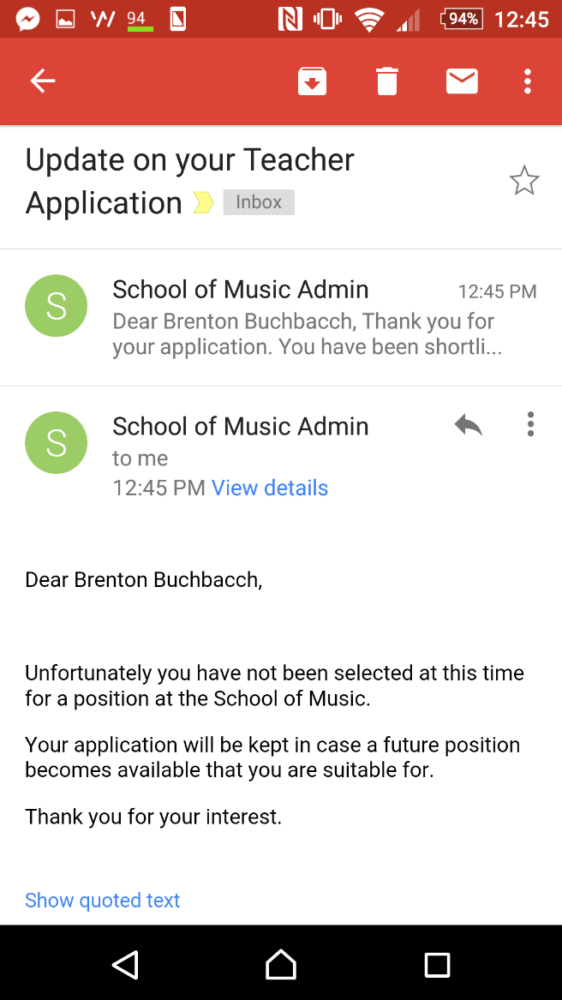 94 94% 12:45
Update on your Teacher
Application Inbox
S School of Music Admin 12:45 PM
Dear Brenton Buchbacch, Thank you for
your application. You have been shortli...
S School of Music Admin
to me
12:45 PM View details
Dear Brenton Buchbacch,
Unfortunately you have not been selected at this time
for a position at the School of Music.
Your application will be kept in case a future position
becomes available that you are suitable for.
Thank you for your interest.
Show quoted text